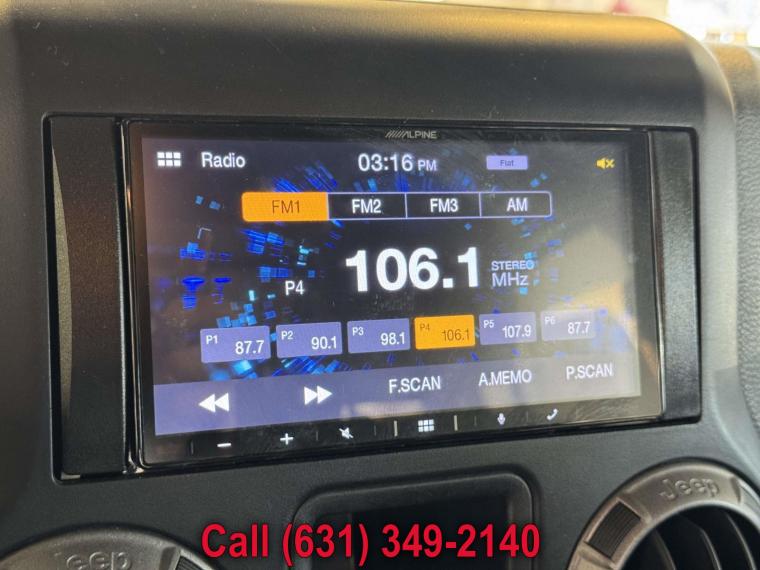 ALPINE
Radio 03:16 PM Flat
FM1 FM2 FM3 AM
P4 106.1 STEREO MHz
P1 87.7 P2 90.1 P3 98.1 P4 106.1 P5 107.9 P6 87.7
F.SCAN A.MEMO P.SCAN
Jeep
Jeep
Call (631) 349-2140